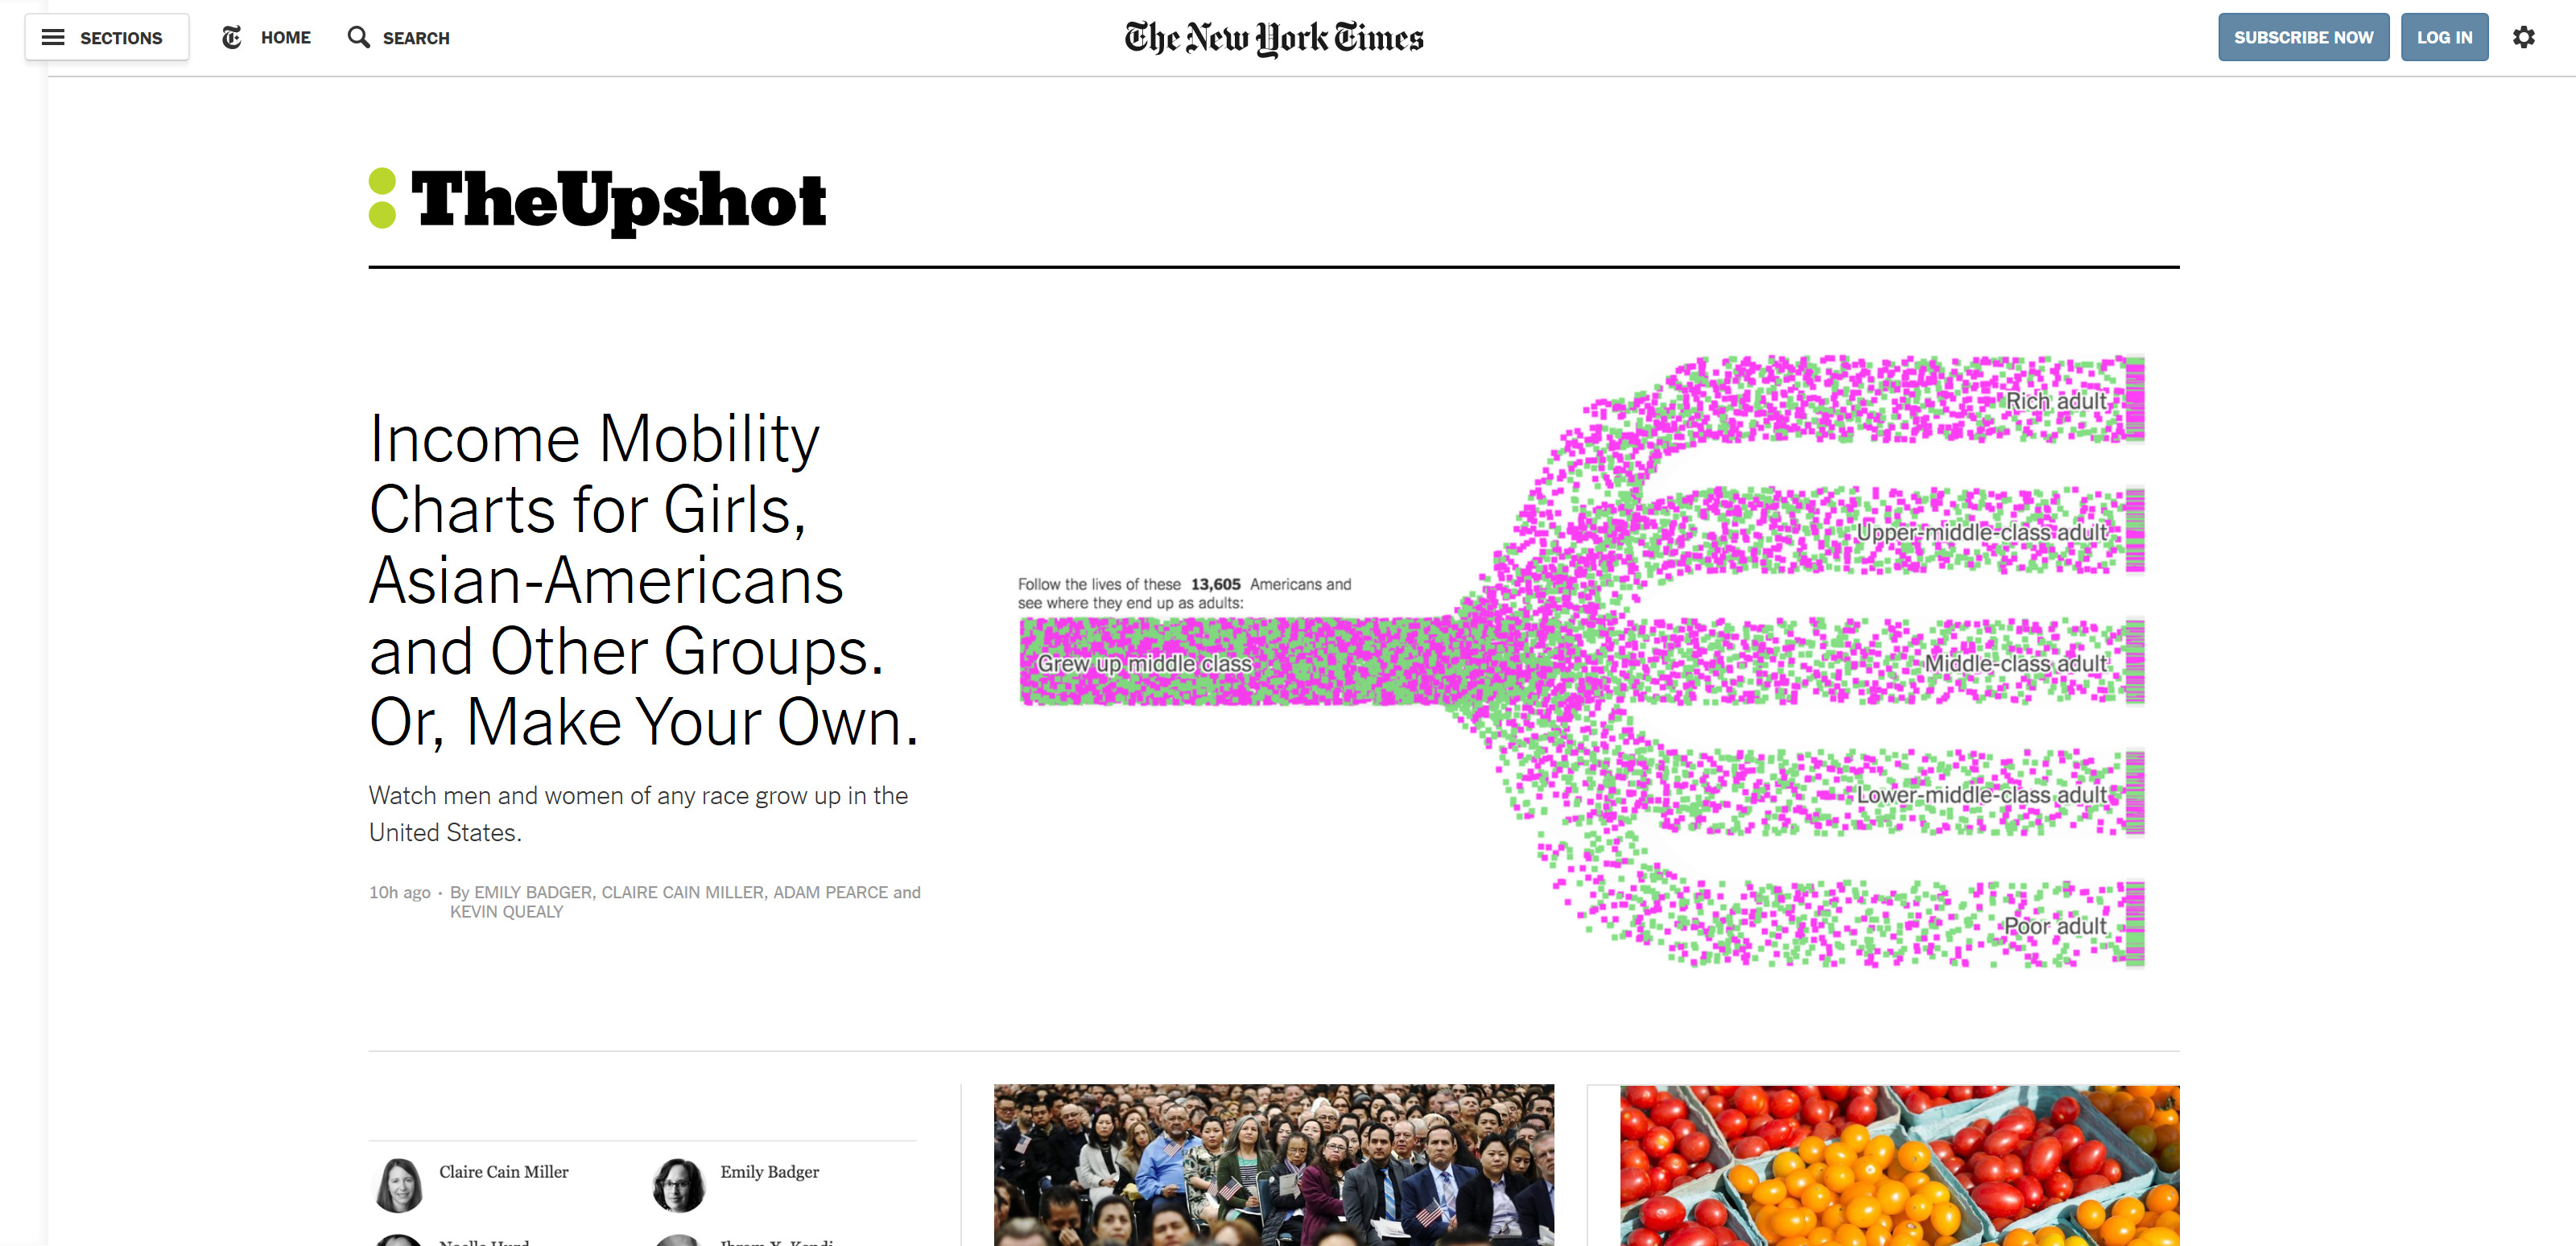 SECTIONS
HOME
SEARCH
The New York Times
SUBSCRIBE NOW
LOG IN
TheUpshot
Income Mobility
Charts for Girls,
Asian-Americans
and Other Groups.
Or, Make Your Own.
Watch men and women of any race grow up in the
United States.
10h ago · By EMILY BADGER, CLAIRE CAIN MILLER, ADAM PEARCE and
KEVIN QUEALY
Follow the lives of these 13,605 Americans and
see where they end up as adults:
Grew up middle class
Rich adult
Upper-middle-class adult
Middle-class adult
Lower-middle-class adult
Poor adult
Claire Cain Miller
Emily Badger